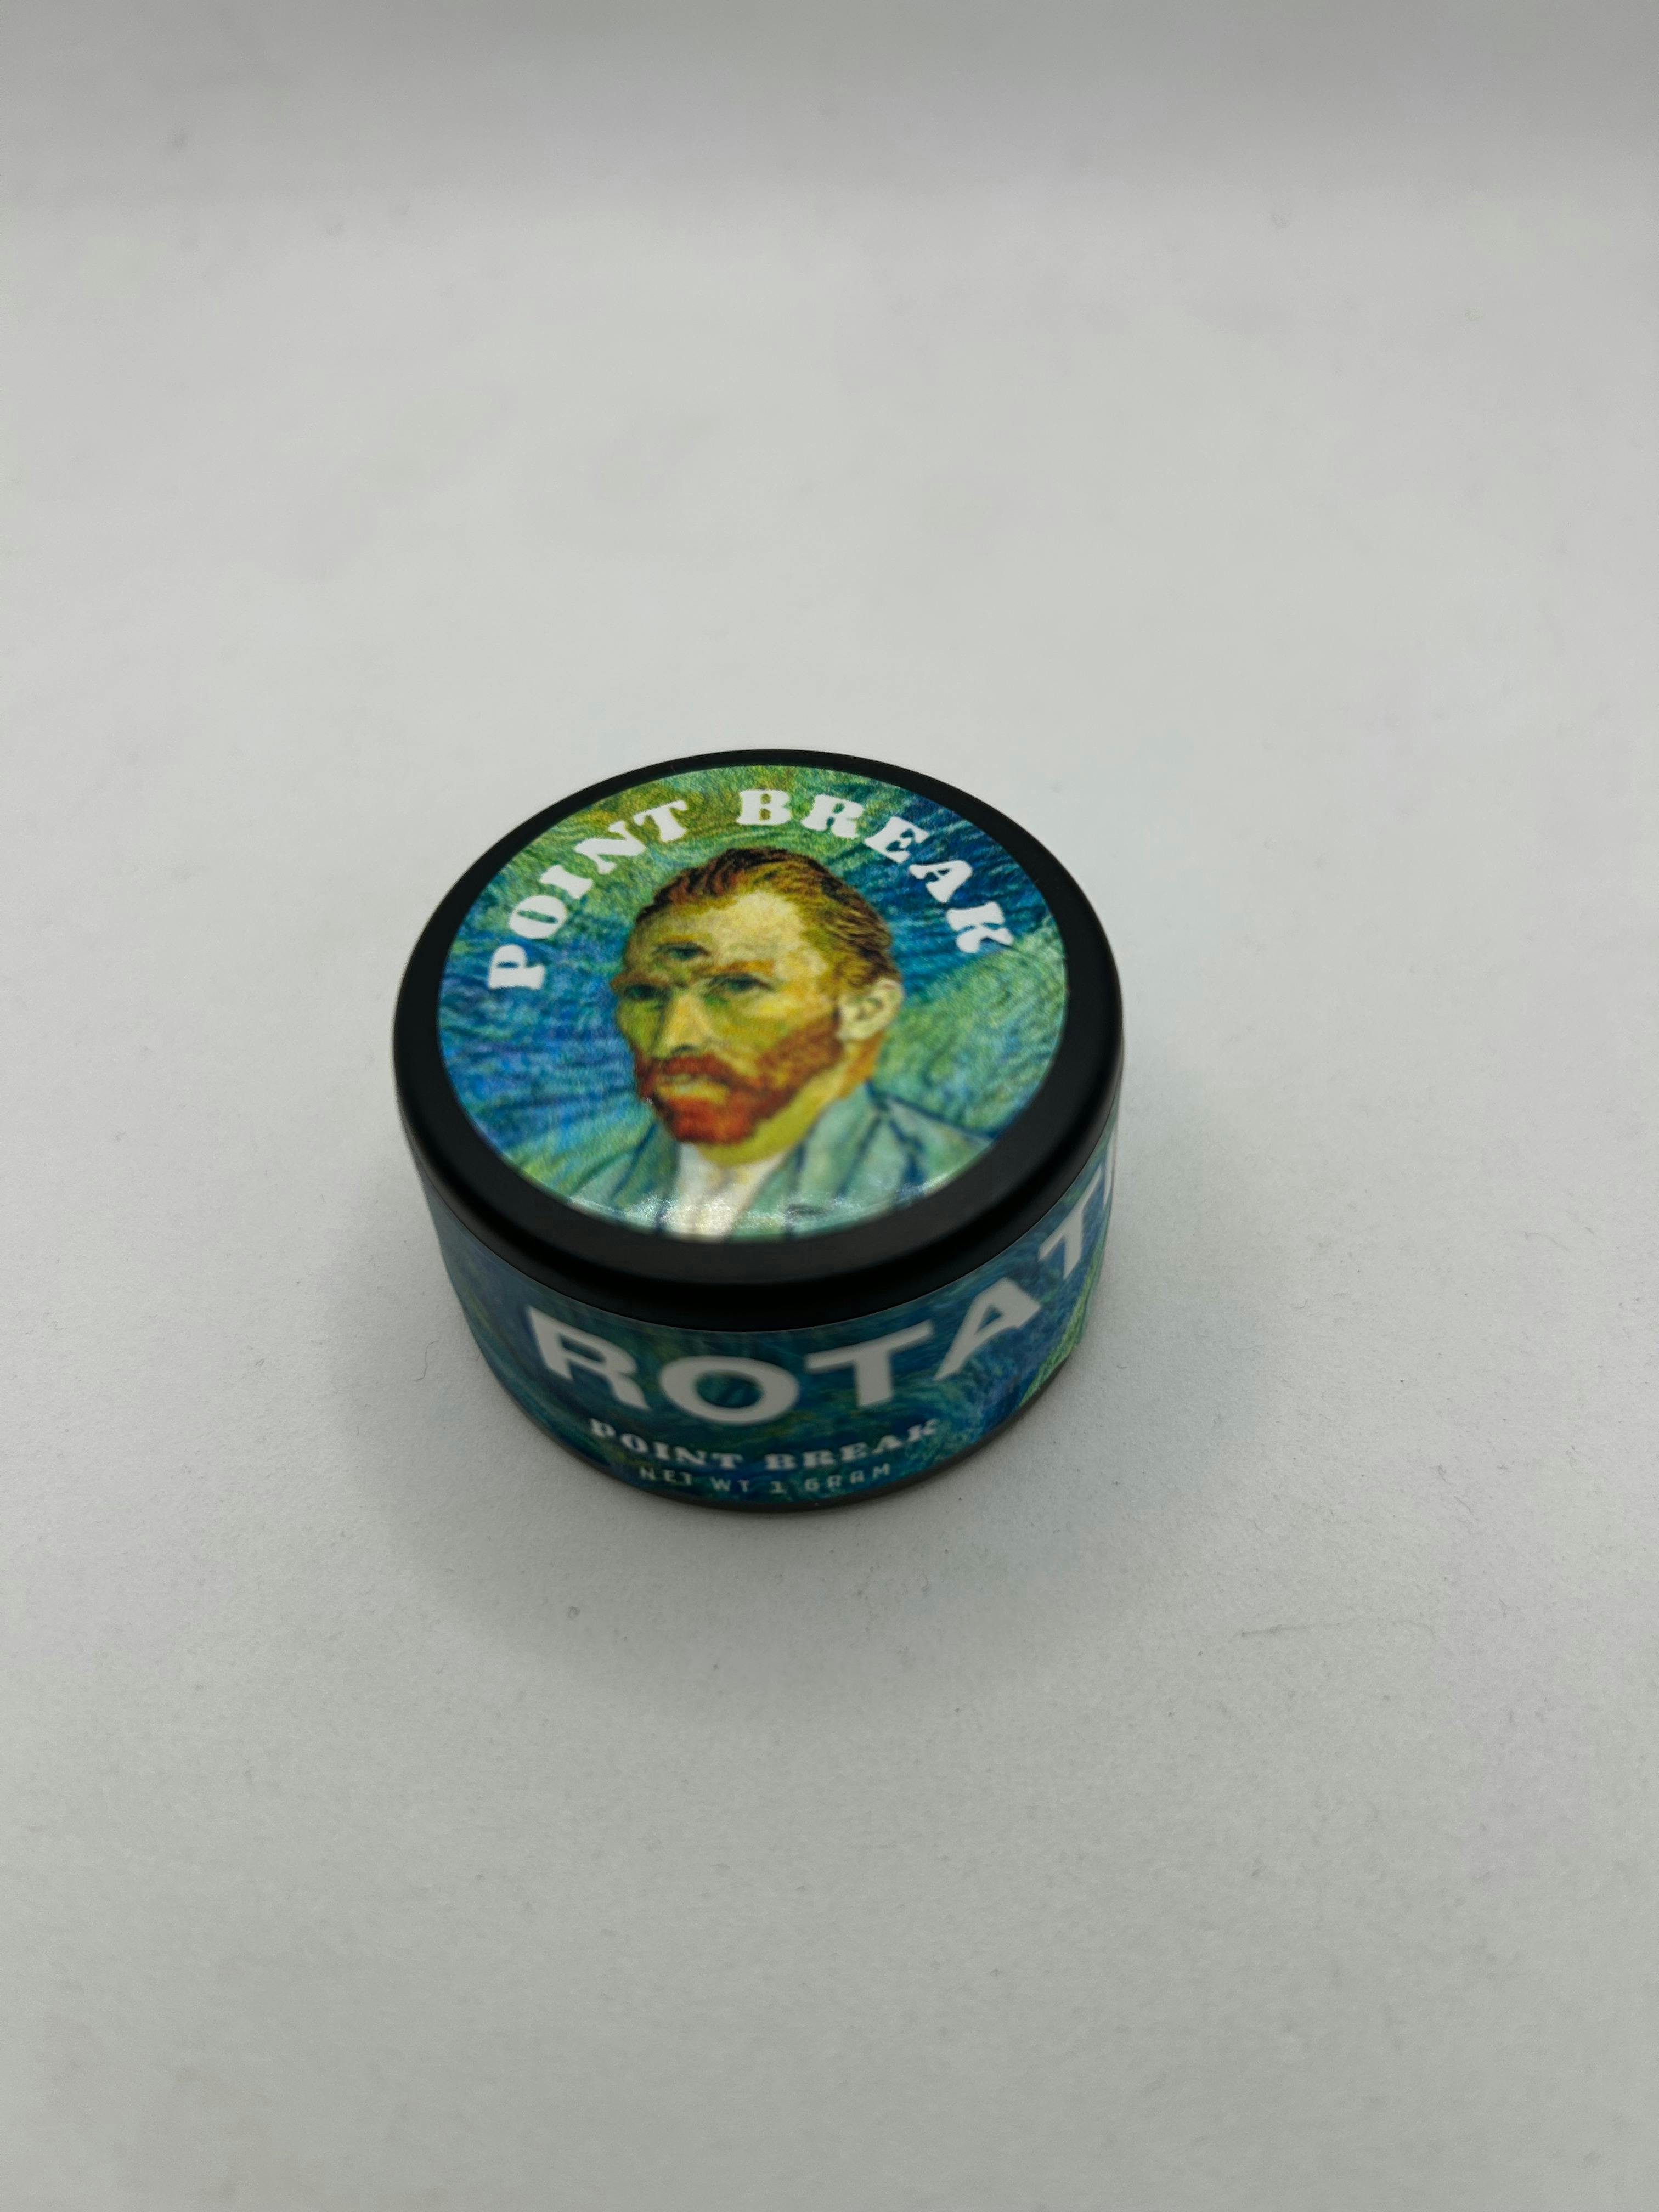 POINT BREAK
ROTAT
POINT BREAK
NET WT 1 GRAM